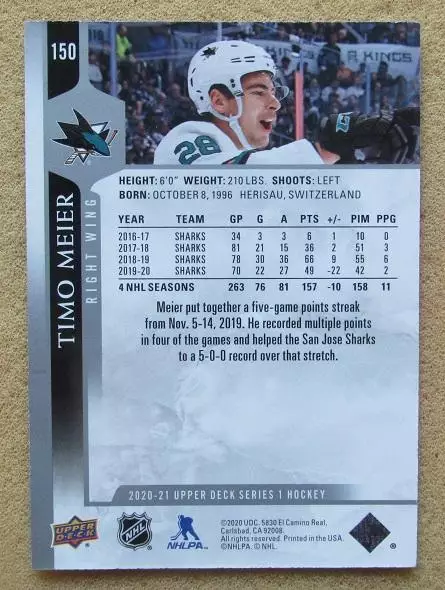 150
KINGS
28
TIMO MEIER
RIGHT WING
HEIGHT: 6'0" WEIGHT: 210 LBS. SHOOTS: LEFT
BORN: OCTOBER 8, 1996 HERISAU, SWITZERLAND
YEAR TEAM GP G A PTS +/- PIM PPG
2016-17 SHARKS 34 3 3 6 1 10 0
2017-18 SHARKS 81 21 15 36 2 51 3
2018-19 SHARKS 78 30 36 66 9 55 6
2019-20 SHARKS 70 22 27 49 -22 42 2
4 NHL SEASONS 263 76 81 157 -10 158 11
Meier put together a five-game points streak
from Nov. 5-14, 2019. He recorded multiple points
in four of the games and helped the San Jose Sharks
to a 5-0-0 record over that stretch.
2020-21 UPPER DECK SERIES 1 HOCKEY
UPPER DECK
NHL
NHLPA
©2020 UDC. 5830 El Camino Real,
Carlsbad, CA 92008.
All rights reserved. Printed in the USA.
©NHLPA. © NHL.